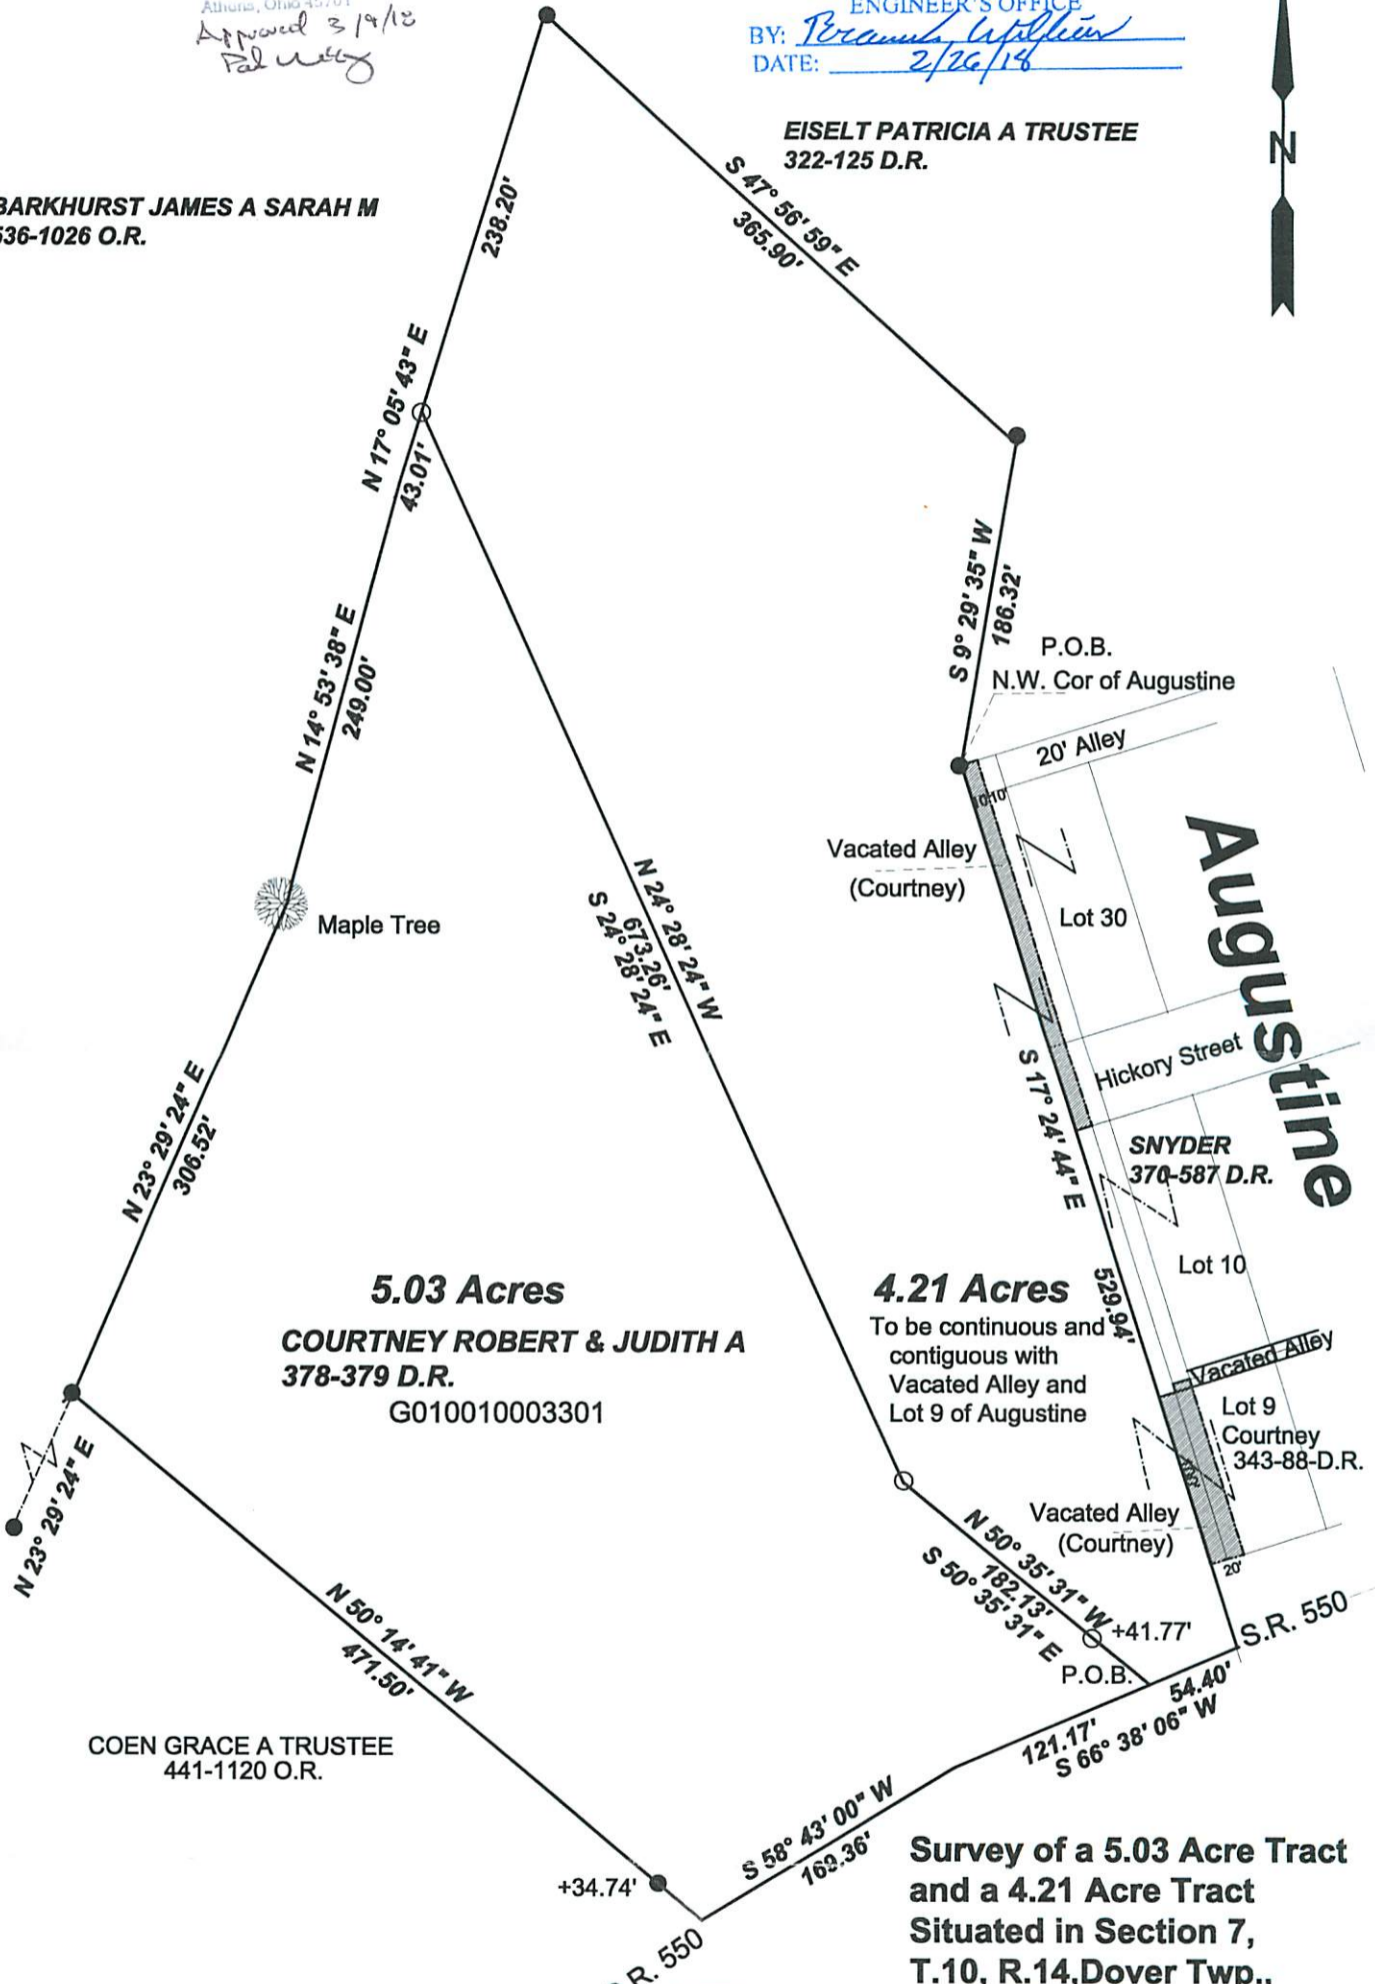 Athens, Ohio 45701
Approved 3/9/18
ENGINEER'S OFFICE
BY:
DATE: 2/26/18
N
EISELT PATRICIA A TRUSTEE
322-125 D.R.
BARKHURST JAMES A SARAH M
536-1026 O.R.
238.20'
S 47° 56' 59" E
365.90'
N 17° 05' 43" E
43.01'
S 9° 29' 35" W
186.32'
P.O.B.
N.W. Cor of Augustine
20' Alley
10'
10'
N 14° 53' 38" E
249.00'
Vacated Alley
(Courtney)
Lot 30
Augustine
Maple Tree
N 24° 28' 24" W
673.26'
S 24° 28' 24" E
Hickory Street
S 17° 24' 44" E
529.94'
SNYDER
370-587 D.R.
N 23° 29' 24" E
306.52'
Lot 10
5.03 Acres
COURTNEY ROBERT & JUDITH A
378-379 D.R.
G010010003301
4.21 Acres
To be continuous and
contiguous with
Vacated Alley and
Lot 9 of Augustine
Vacated Alley
Lot 9
Courtney
343-88-D.R.
N 23° 29' 24" E
Vacated Alley
(Courtney)
20'
N 50° 35' 31" W
182.13'
S 50° 35' 31" E
+41.77'
P.O.B.
S.R. 550
54.40'
121.17'
S 66° 38' 06" W
N 50° 14' 41" W
471.50'
COEN GRACE A TRUSTEE
441-1120 O.R.
S 58° 43' 00" W
169.36'
+34.74'
S.R. 550
Survey of a 5.03 Acre Tract
and a 4.21 Acre Tract
Situated in Section 7,
T.10, R.14,Dover Twp.,